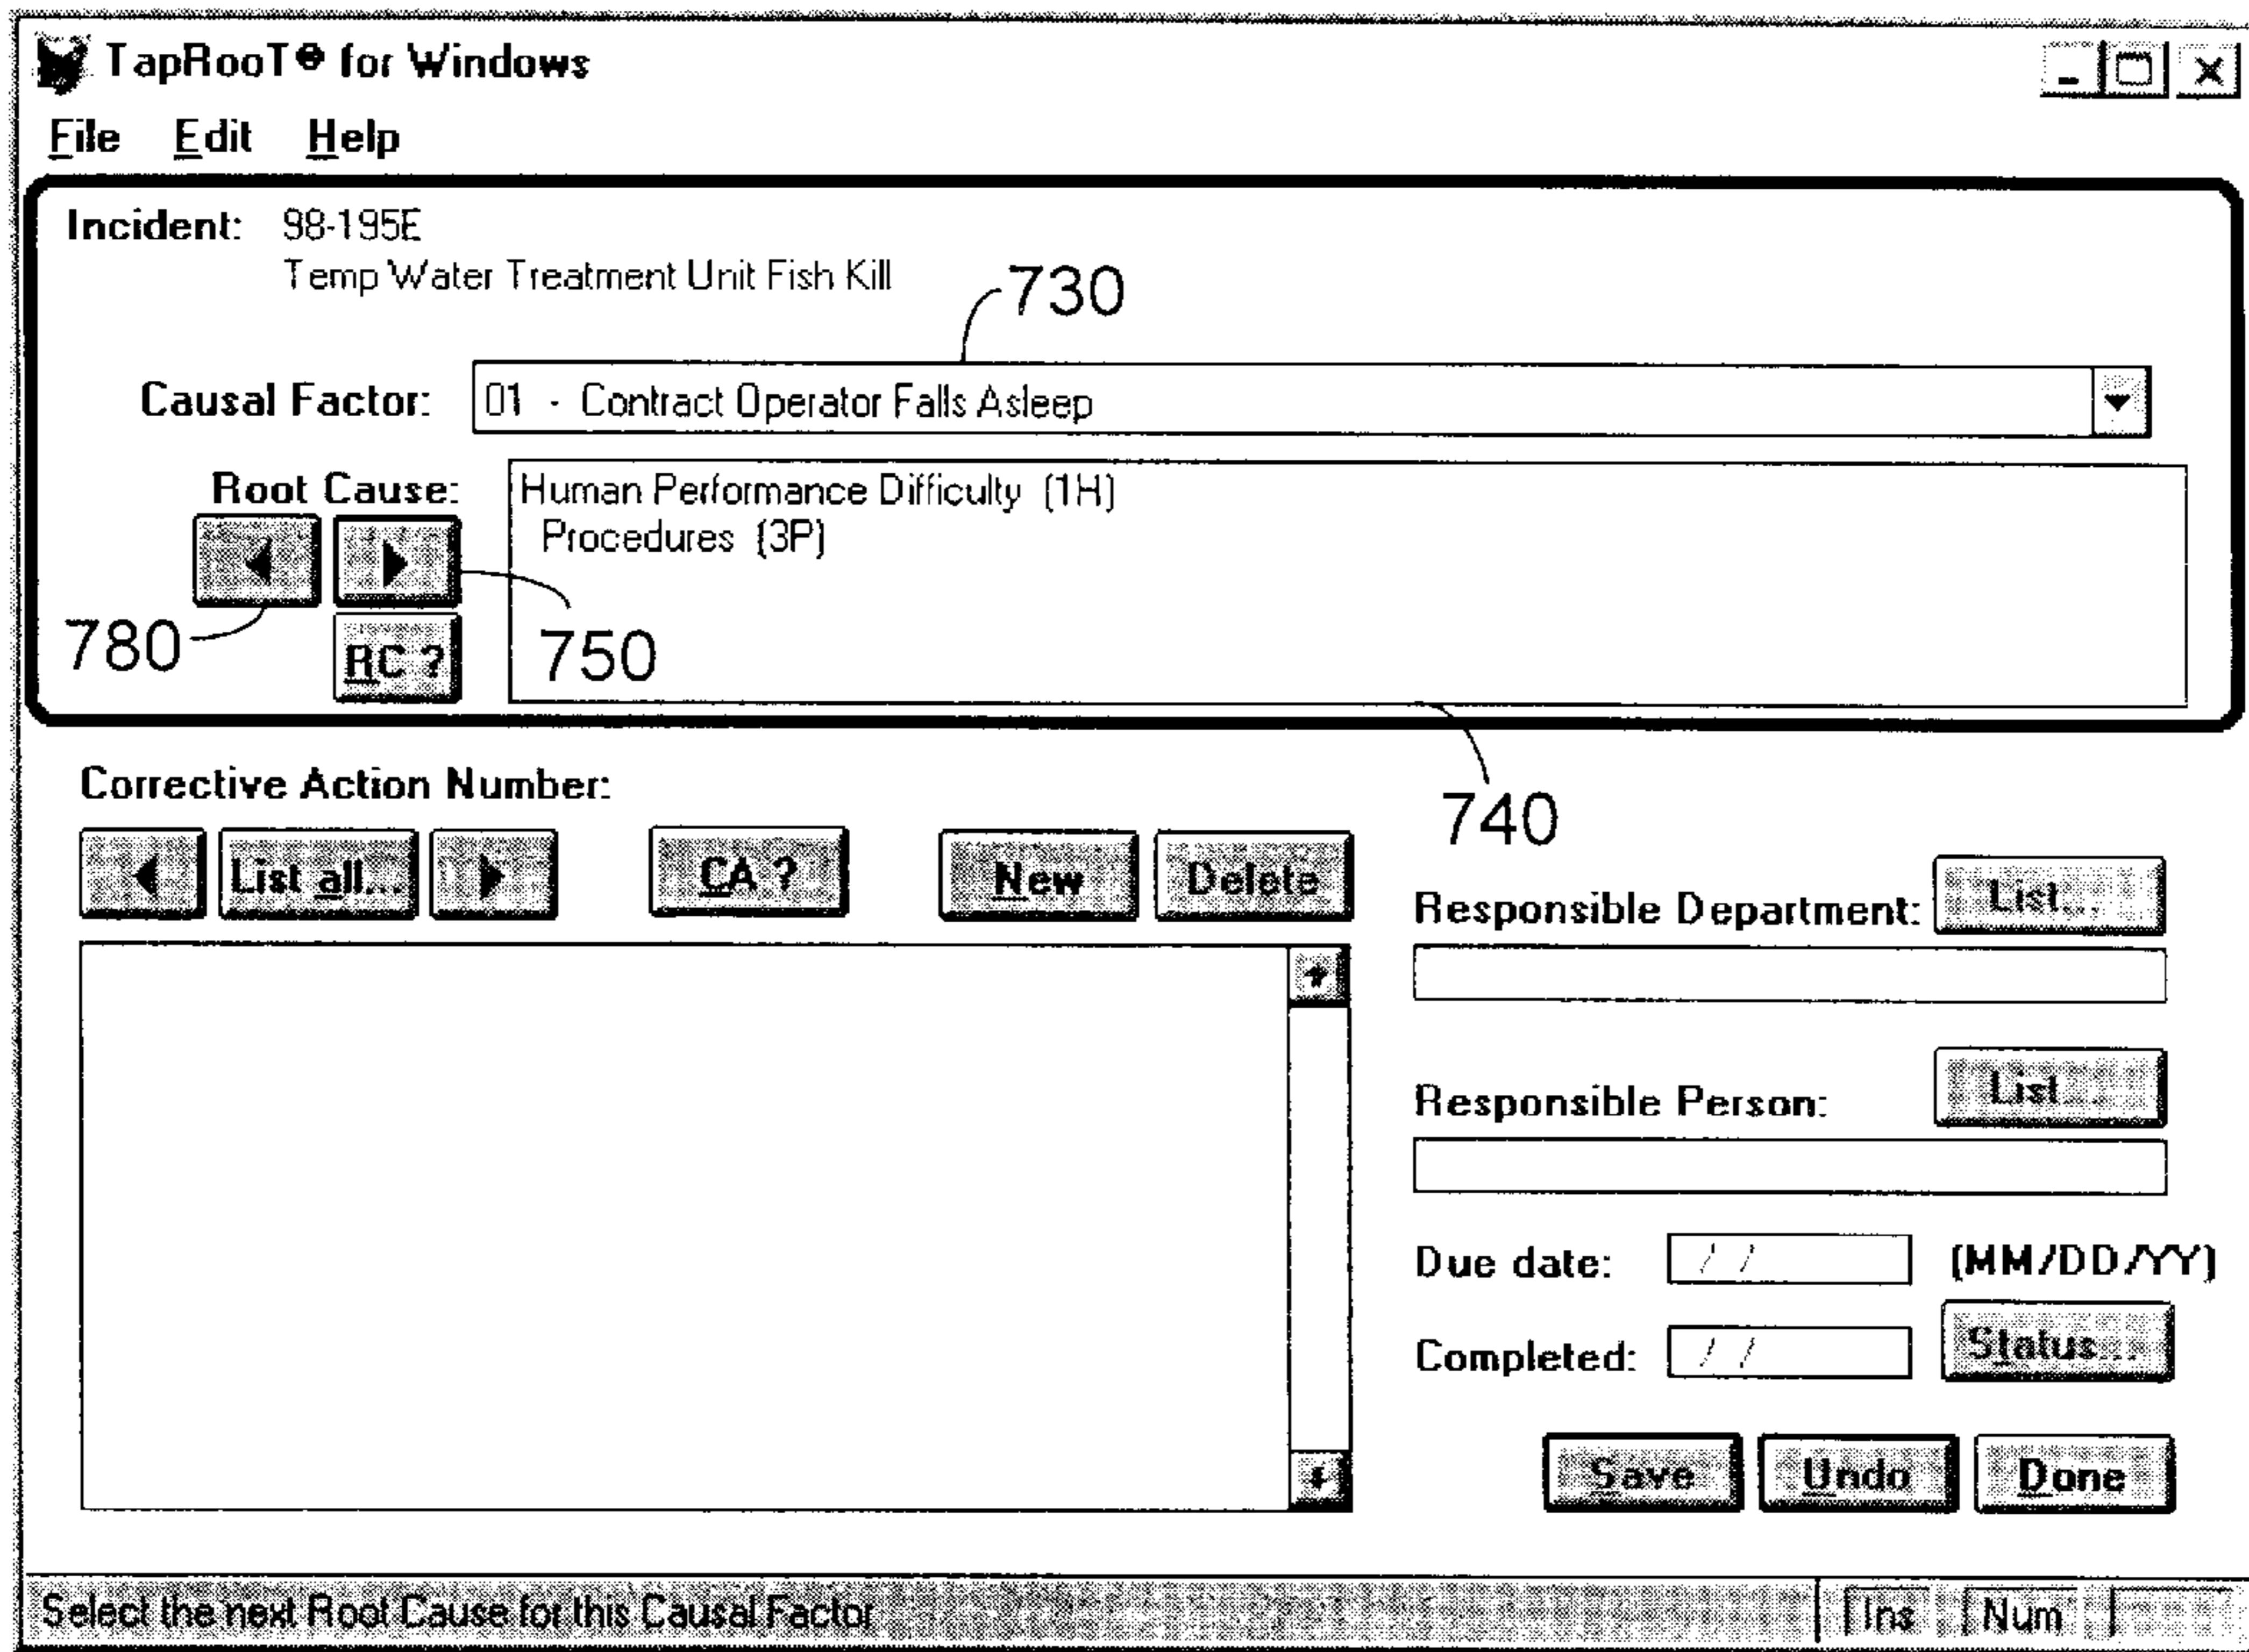 TapRooT® for Windows
File Edit Help
Incident: 98-195E
Temp Water Treatment Unit Fish Kill
730
Causal Factor: 01 - Contract Operator Falls Asleep
Root Cause: Human Performance Difficulty (1H)
Procedures (3P)
780 RC ? 750
Corrective Action Number:
740
List all... CA ? New Delete
Responsible Department: List...
Responsible Person: List...
Due date: / / (MM/DD/YY)
Completed: / / Status...
Save Undo Done
Select the next Root Cause for this Causal Factor Ins Num